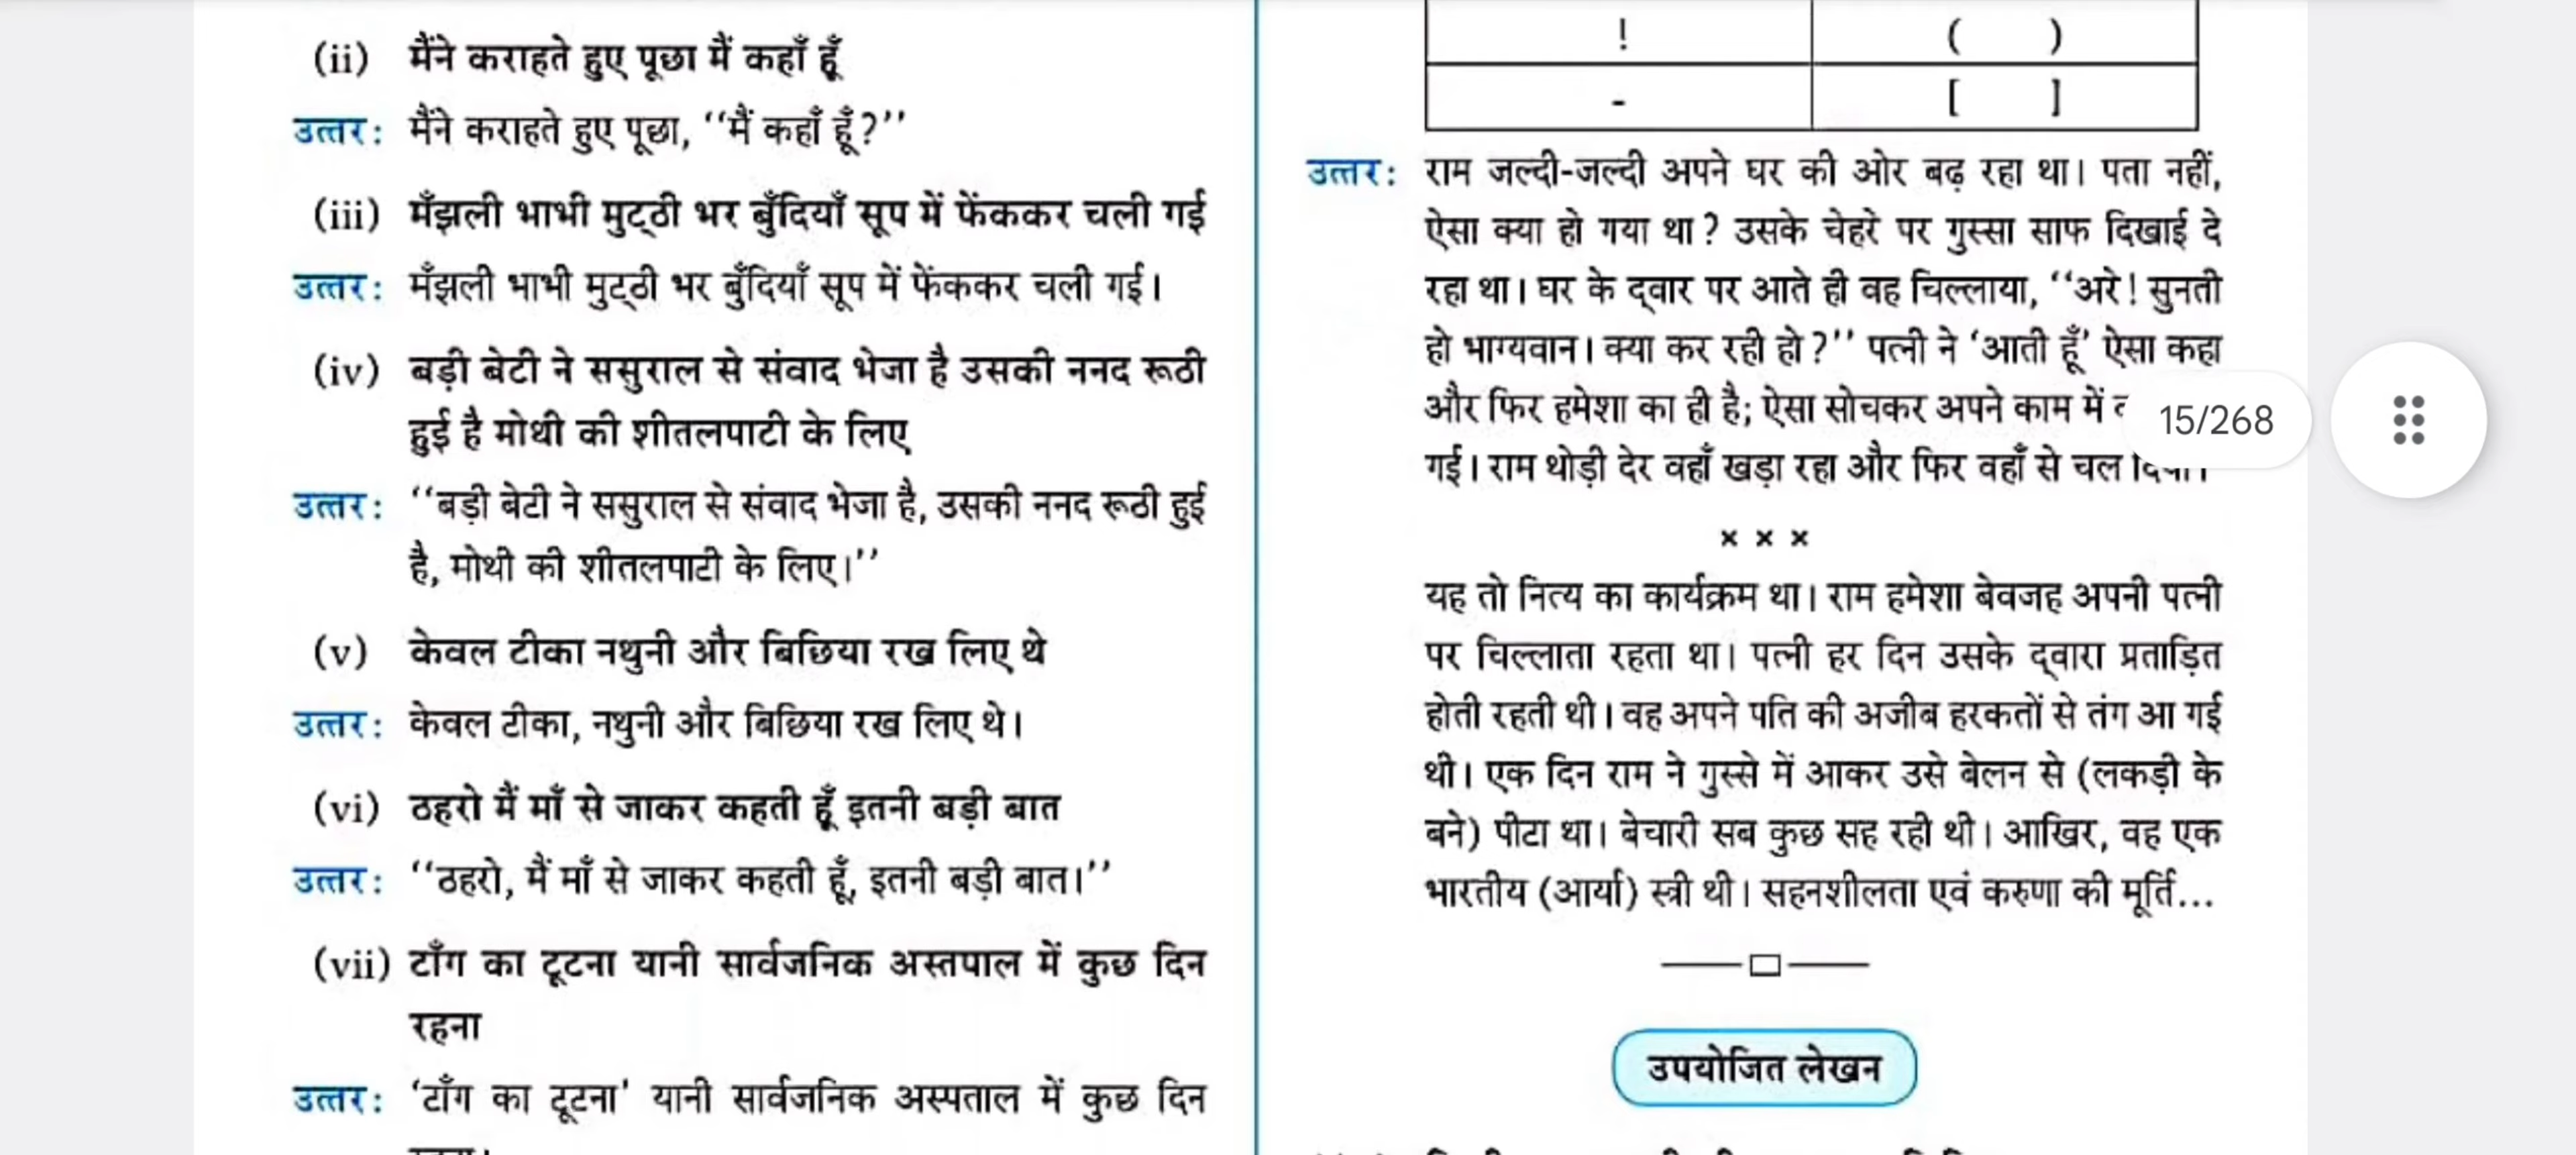 (ii) मैंने कराहते हुए पूछा मैं कहाँ हूँ
उत्तर: मैंने कराहते हुए पूछा, ‘‘मैं कहाँ हूँ?’’
(iii) मँझली भाभी मुट्ठी भर बुँदियाँ सूप में फेंककर चली गई
उत्तर: मँझली भाभी मुट्ठी भर बुँदियाँ सूप में फेंककर चली गई।
(iv) बड़ी बेटी ने ससुराल से संवाद भेजा है उसकी ननद रूठी
हुई है मोथी की शीतलपाटी के लिए
उत्तर: ‘‘बड़ी बेटी ने ससुराल से संवाद भेजा है, उसकी ननद रूठी हुई
है, मोथी की शीतलपाटी के लिए।’’
(v) केवल टीका नथुनी और बिछिया रख लिए थे
उत्तर: केवल टीका, नथुनी और बिछिया रख लिए थे।
(vi) ठहरो मैं माँ से जाकर कहती हूँ इतनी बड़ी बात
उत्तर: ‘‘ठहरो, मैं माँ से जाकर कहती हूँ, इतनी बड़ी बात।’’
(vii) टाँग का टूटना यानी सार्वजनिक अस्तपाल में कुछ दिन
रहना
उत्तर: ‘टाँग का टूटना’ यानी सार्वजनिक अस्पताल में कुछ दिन
! ( )
- [ ]
उत्तर: राम जल्दी-जल्दी अपने घर की ओर बढ़ रहा था। पता नहीं,
ऐसा क्या हो गया था? उसके चेहरे पर गुस्सा साफ दिखाई दे
रहा था। घर के द्वार पर आते ही वह चिल्लाया, ‘‘अरे! सुनती
हो भाग्यवान। क्या कर रही हो?’’ पत्नी ने ‘आती हूँ’ ऐसा कहा
और फिर हमेशा का ही है; ऐसा सोचकर अपने काम में
गई। राम थोड़ी देर वहाँ खड़ा रहा और फिर वहाँ से चल
15/268
× × ×
यह तो नित्य का कार्यक्रम था। राम हमेशा बेवजह अपनी पत्नी
पर चिल्लाता रहता था। पत्नी हर दिन उसके द्वारा प्रताड़ित
होती रहती थी। वह अपने पति की अजीब हरकतों से तंग आ गई
थी। एक दिन राम ने गुस्से में आकर उसे बेलन से (लकड़ी के
बने) पीटा था। बेचारी सब कुछ सह रही थी। आखिर, वह एक
भारतीय (आर्या) स्त्री थी। सहनशीलता एवं करुणा की मूर्ति...
उपयोजित लेखन